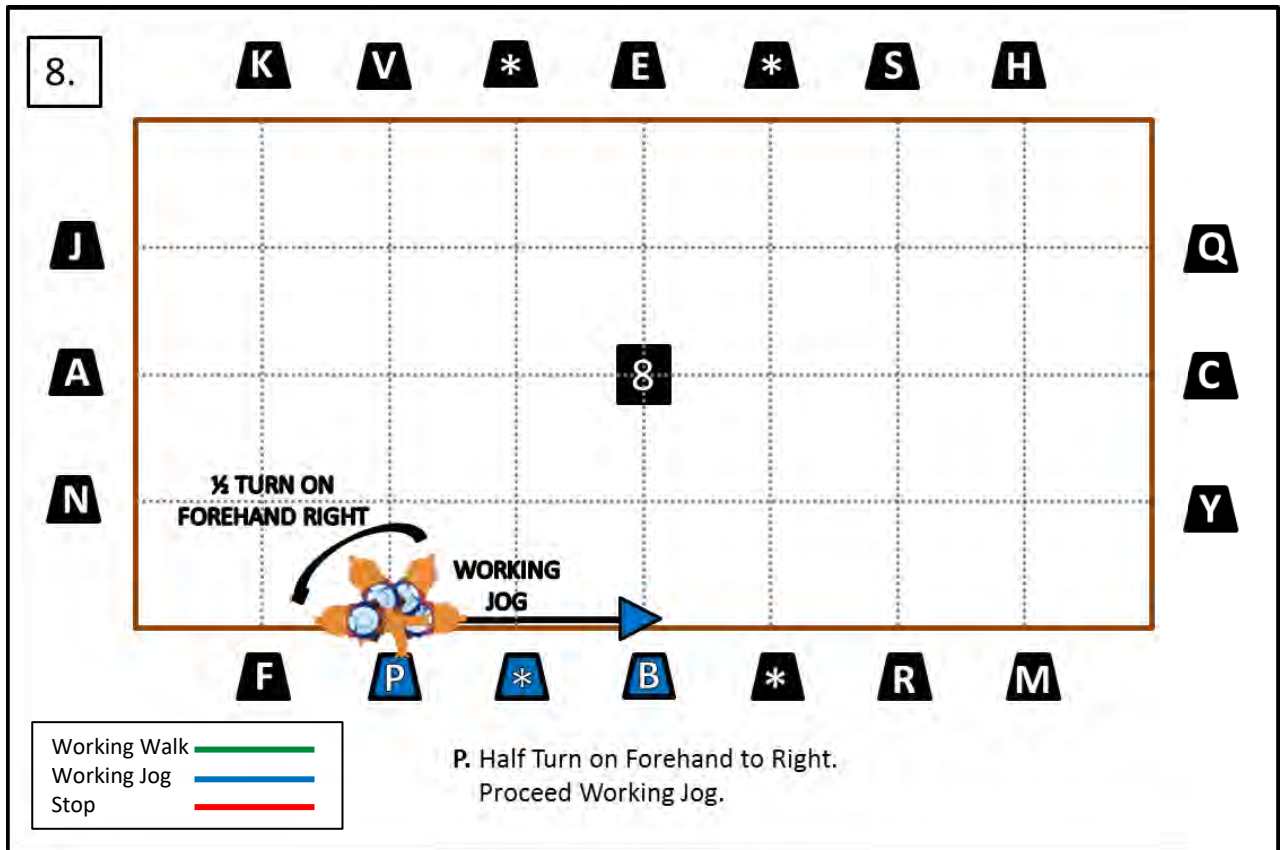 8.
K V * E * S H
J Q
A 8 C
½ TURN ON
FOREHAND RIGHT
N Y
WORKING
JOG
F P * B * R M
Working Walk
Working Jog
Stop
P. Half Turn on Forehand to Right.
Proceed Working Jog.